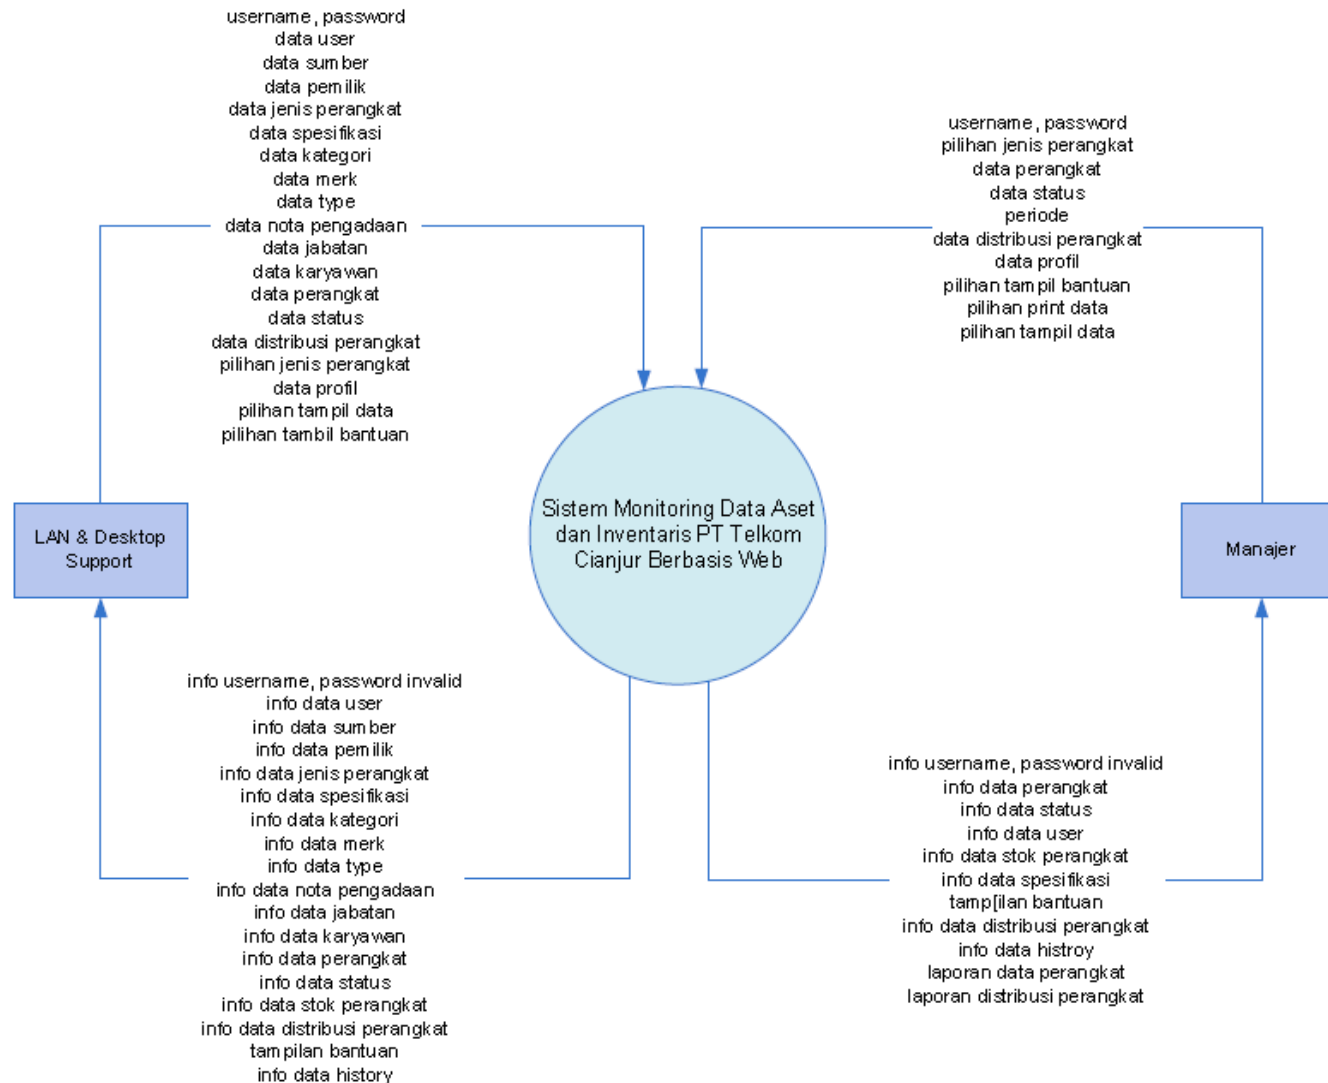 username, password
data user
data sumber
data pemilik
data jenis perangkat
data spesifikasi
data kategori
data merk
data type
data nota pengadaan
data jabatan
data karyawan
data perangkat
data status
data distribusi perangkat
pilihan jenis perangkat
data profil
pilihan tampil data
pilihan tambil bantuan
username, password
pilihan jenis perangkat
data perangkat
data status
periode
data distribusi perangkat
data profil
pilihan tampil bantuan
pilihan print data
pilihan tampil data
LAN & Desktop
Support
Sistem Monitoring Data Aset
dan Inventaris PT Telkom
Cianjur Berbasis Web
Manajer
info username, password invalid
info data user
info data sumber
info data pemilik
info data jenis perangkat
info data spesifikasi
info data kategori
info data merk
info data type
info data nota pengadaan
info data jabatan
info data karyawan
info data perangkat
info data status
info data stok perangkat
info data distribusi perangkat
tampilan bantuan
info data history
info username, password invalid
info data perangkat
info data status
info data user
info data stok perangkat
info data spesifikasi
tamp[ilan bantuan
info data distribusi perangkat
info data histroy
laporan data perangkat
laporan distribusi perangkat